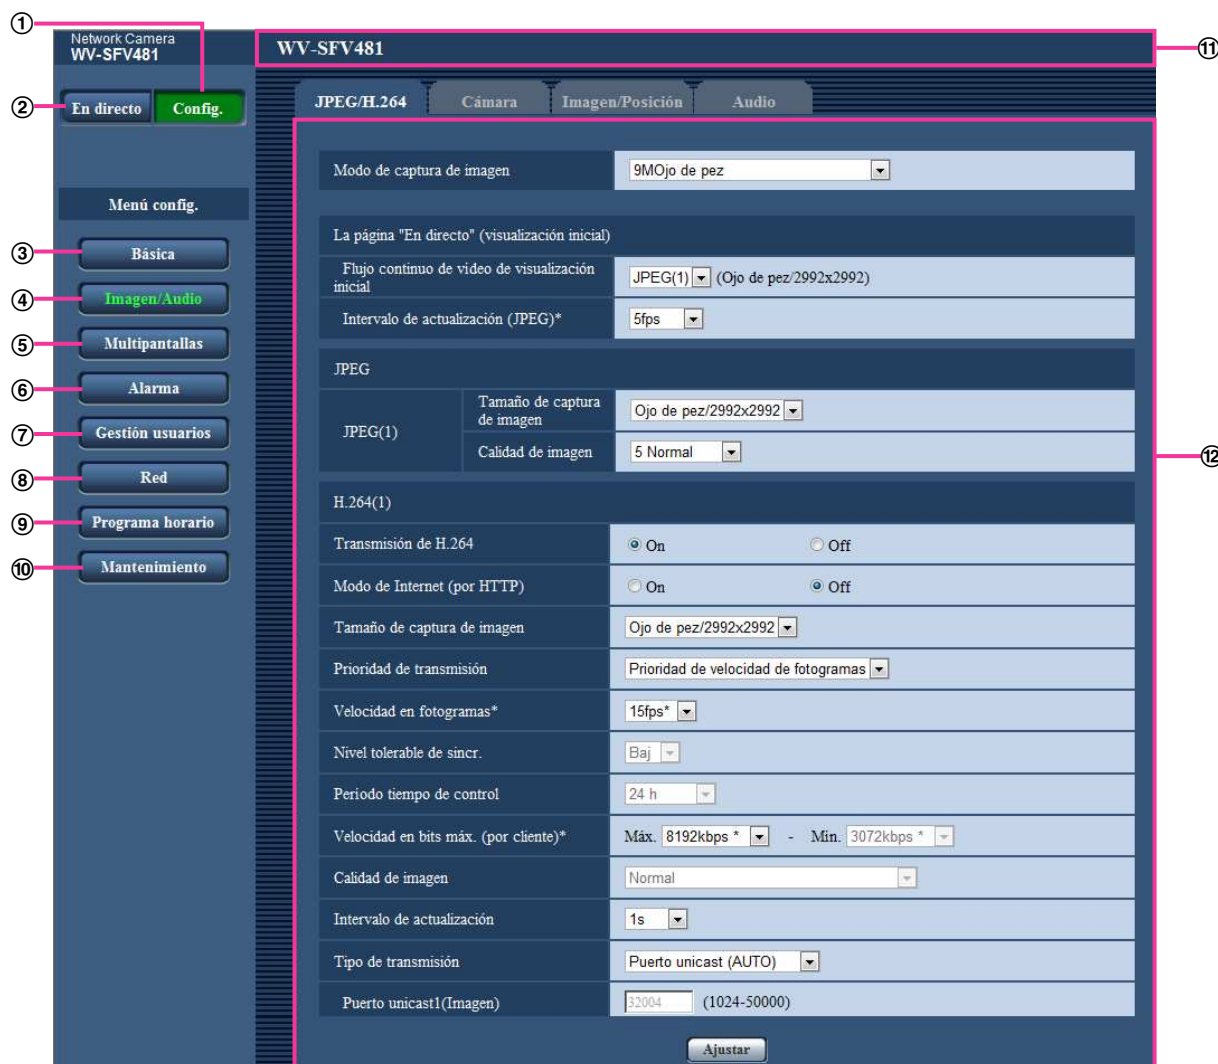 ①
Network Camera
WV-SFV481
WV-SFV481
⑪
②
En directo
Config.
JPEG/H.264
Cámara
Imagen/Posición
Audio
Modo de captura de imagen
9MOjo de pez
Menú config.
La página "En directo" (visualización inicial)
③
Básica
Flujo continuo de vídeo de visualización
inicial
JPEG(1)
(Ojo de pez/2992x2992)
④
Imagen/Audio
Intervalo de actualización (JPEG)*
5fps
⑤
Multipantallas
JPEG
⑥
Alarma
JPEG(1)
Tamaño de captura
de imagen
Ojo de pez/2992x2992
⑦
Gestión usuarios
Calidad de imagen
5 Normal
⑫
⑧
Red
H.264(1)
⑨
Programa horario
Transmisión de H.264
On
Off
⑩
Mantenimiento
Modo de Internet (por HTTP)
On
Off
Tamaño de captura de imagen
Ojo de pez/2992x2992
Prioridad de transmisión
Prioridad de velocidad de fotogramas
Velocidad en fotogramas*
15fps*
Nivel tolerable de sincr.
Baj
Periodo tiempo de control
24 h
Velocidad en bits máx. (por cliente)*
Máx. 8192kbps * - Min. 3072kbps *
Calidad de imagen
Normal
Intervalo de actualización
1s
Tipo de transmisión
Puerto unicast (AUTO)
Puerto unicast1(Imagen)
32004
(1024-50000)
Ajustar